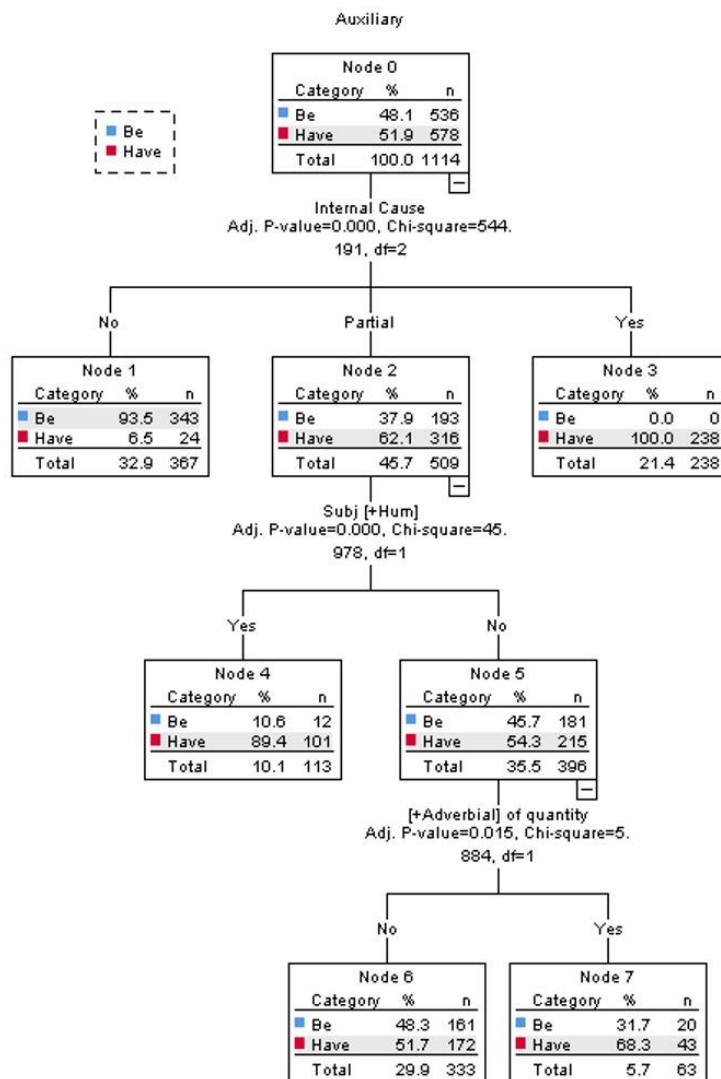 Auxiliary
Be
Have
Node 0
Category % n
Be 48.1 536
Have 51.9 578
Total 100.0 1114
Internal Cause
Adj. P-value=0.000, Chi-square=544.
191, df=2
No
Partial
Yes
Node 1
Category % n
Be 93.5 343
Have 6.5 24
Total 32.9 367
Node 2
Category % n
Be 37.9 193
Have 62.1 316
Total 45.7 509
Node 3
Category % n
Be 0.0 0
Have 100.0 238
Total 21.4 238
Subj [+Hum]
Adj. P-value=0.000, Chi-square=45.
978, df=1
Yes
No
Node 4
Category % n
Be 10.6 12
Have 89.4 101
Total 10.1 113
Node 5
Category % n
Be 45.7 181
Have 54.3 215
Total 35.5 396
[+Adverbial] of quantity
Adj. P-value=0.015, Chi-square=5.
884, df=1
No
Yes
Node 6
Category % n
Be 48.3 161
Have 51.7 172
Total 29.9 333
Node 7
Category % n
Be 31.7 20
Have 68.3 43
Total 5.7 63